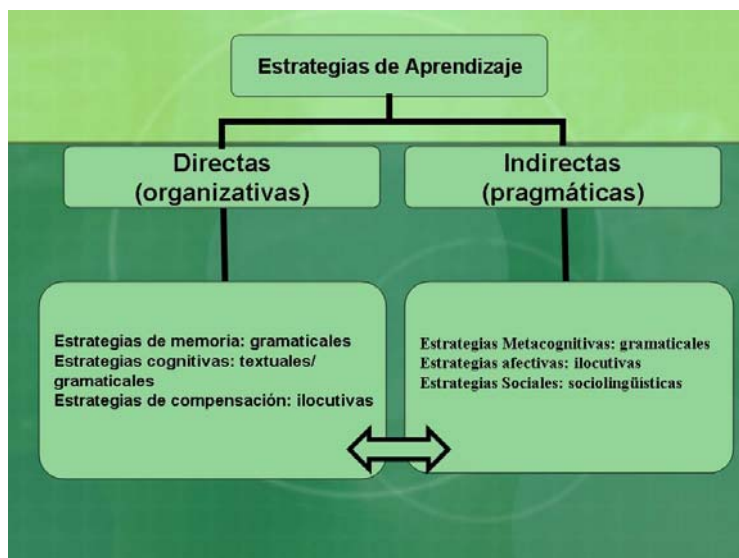 Estrategias de Aprendizaje
Directas
(organizativas)
Indirectas
(pragmáticas)
Estrategias de memoria: gramaticales
Estrategias cognitivas: textuales/
gramaticales
Estrategias de compensación: ilocutivas
Estrategias Metacognitivas: gramaticales
Estrategias afectivas: ilocutivas
Estrategias Sociales: sociolingüísticas